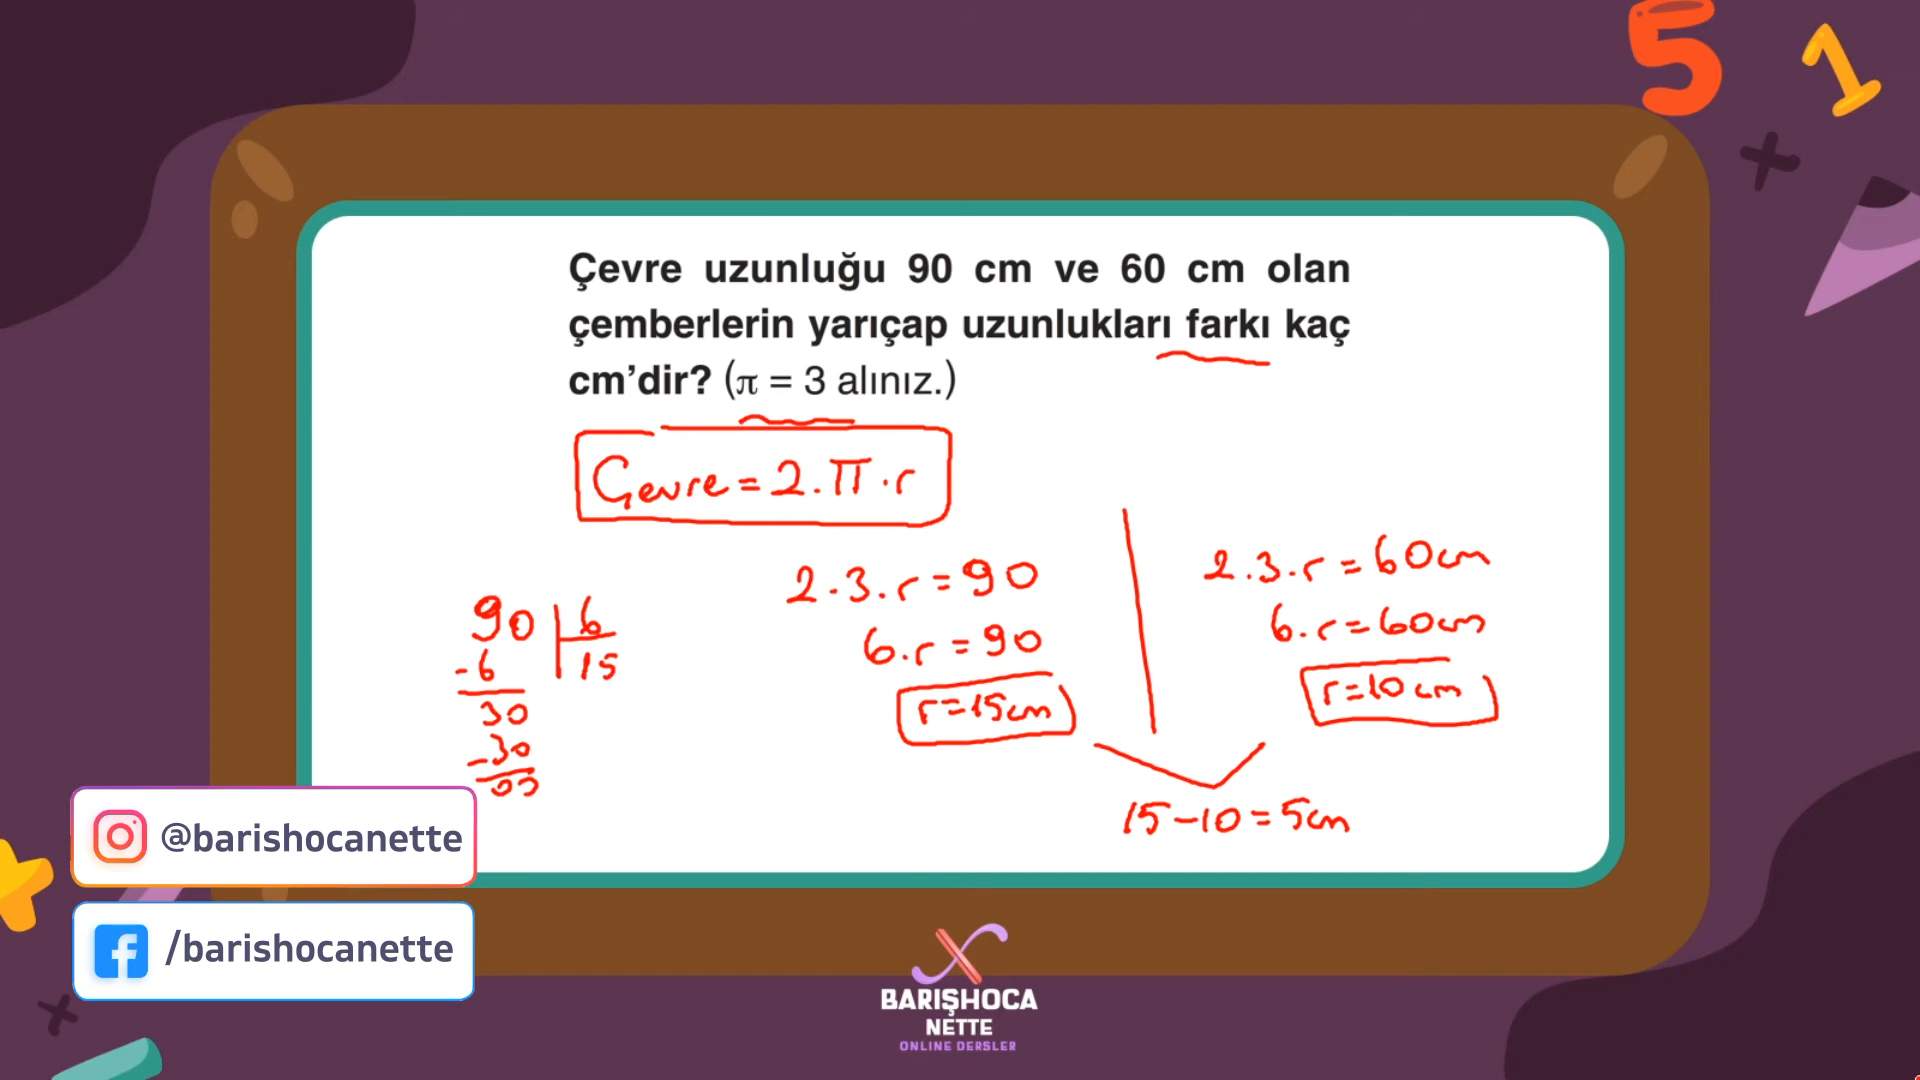 5
1
Çevre uzunluğu 90 cm ve 60 cm olan
çemberlerin yarıçap uzunlukları farkı kaç
cm'dir? (π = 3 alınız.)
Çevre = 2.π.r
90 | 6
-6 15
30
-30
00
2.3.r = 90
6.r = 90
r=15cm
2.3.r = 60cm
6.r=60cm
r=10cm
15-10=5cm
@barishocanette
/barishocanette
BARIŞHOCA
NETTE
ONLINE DERSLER